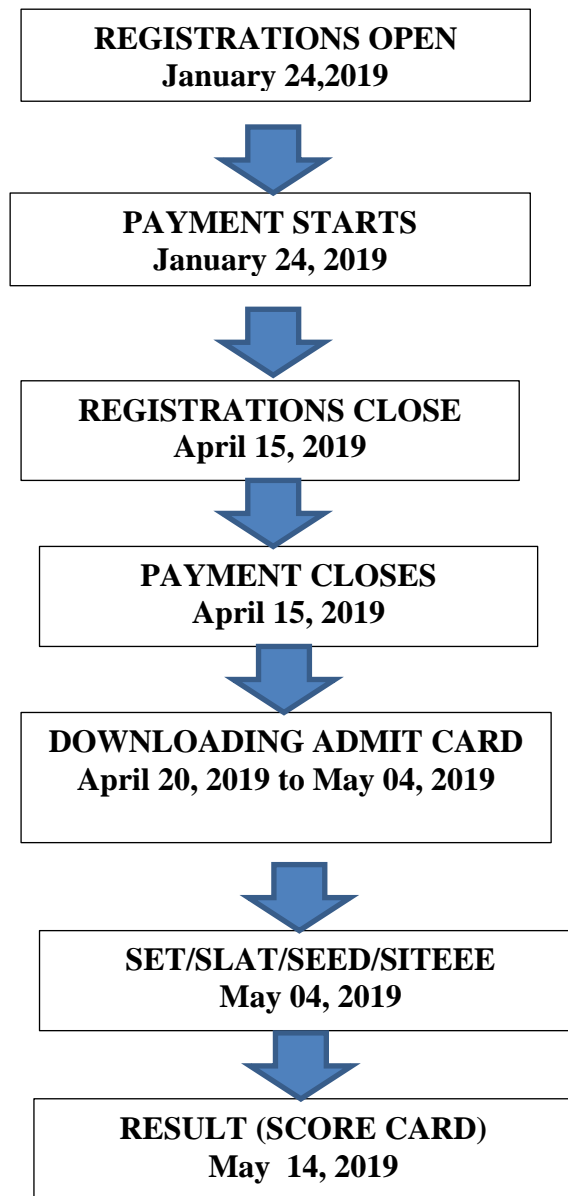 REGISTRATIONS OPEN
January 24,2019
PAYMENT STARTS
January 24, 2019
REGISTRATIONS CLOSE
April 15, 2019
PAYMENT CLOSES
April 15, 2019
DOWNLOADING ADMIT CARD
April 20, 2019 to May 04, 2019
SET/SLAT/SEED/SITEEE
May 04, 2019
RESULT (SCORE CARD)
May 14, 2019